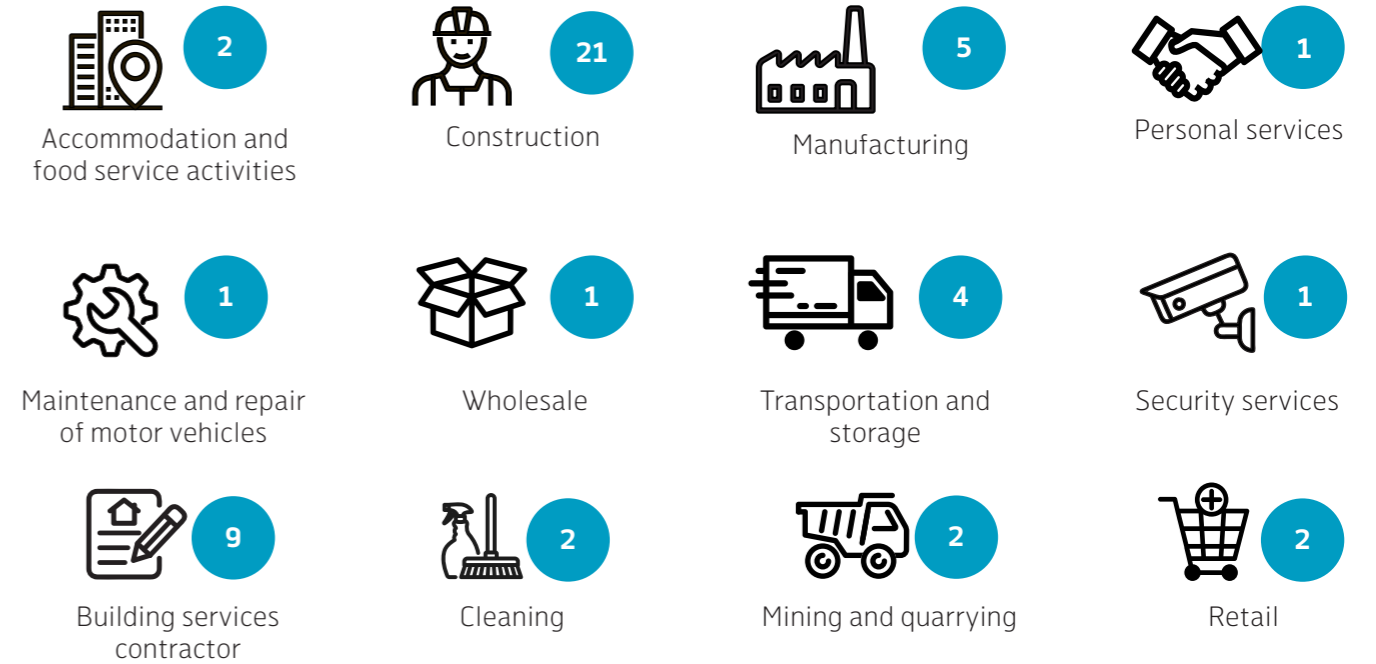 2
Accommodation and
food service activities
21
Construction
5
Manufacturing
1
Personal services
1
Maintenance and repair
of motor vehicles
1
Wholesale
4
Transportation and
storage
1
Security services
9
Building services
contractor
2
Cleaning
2
Mining and quarrying
2
Retail